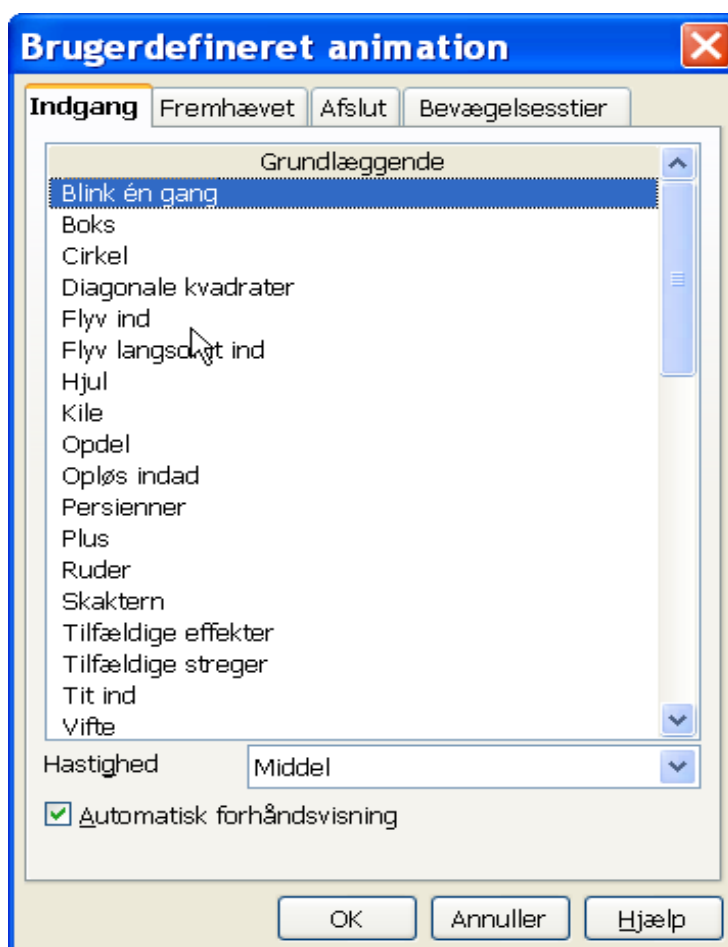 Brugerdefineret animation
Indgang Fremhævet Afslut Bevægelsesstier
Grundlæggende
Blink én gang
Boks
Cirkel
Diagonale kvadrater
Flyv ind
Flyv langsomt ind
Hjul
Kile
Opdel
Opløs indad
Persienner
Plus
Ruder
Skaktern
Tilfældige effekter
Tilfældige streger
Tit ind
Vifte
Hastighed Middel
Automatisk forhåndsvisning
OK Annuller Hjælp